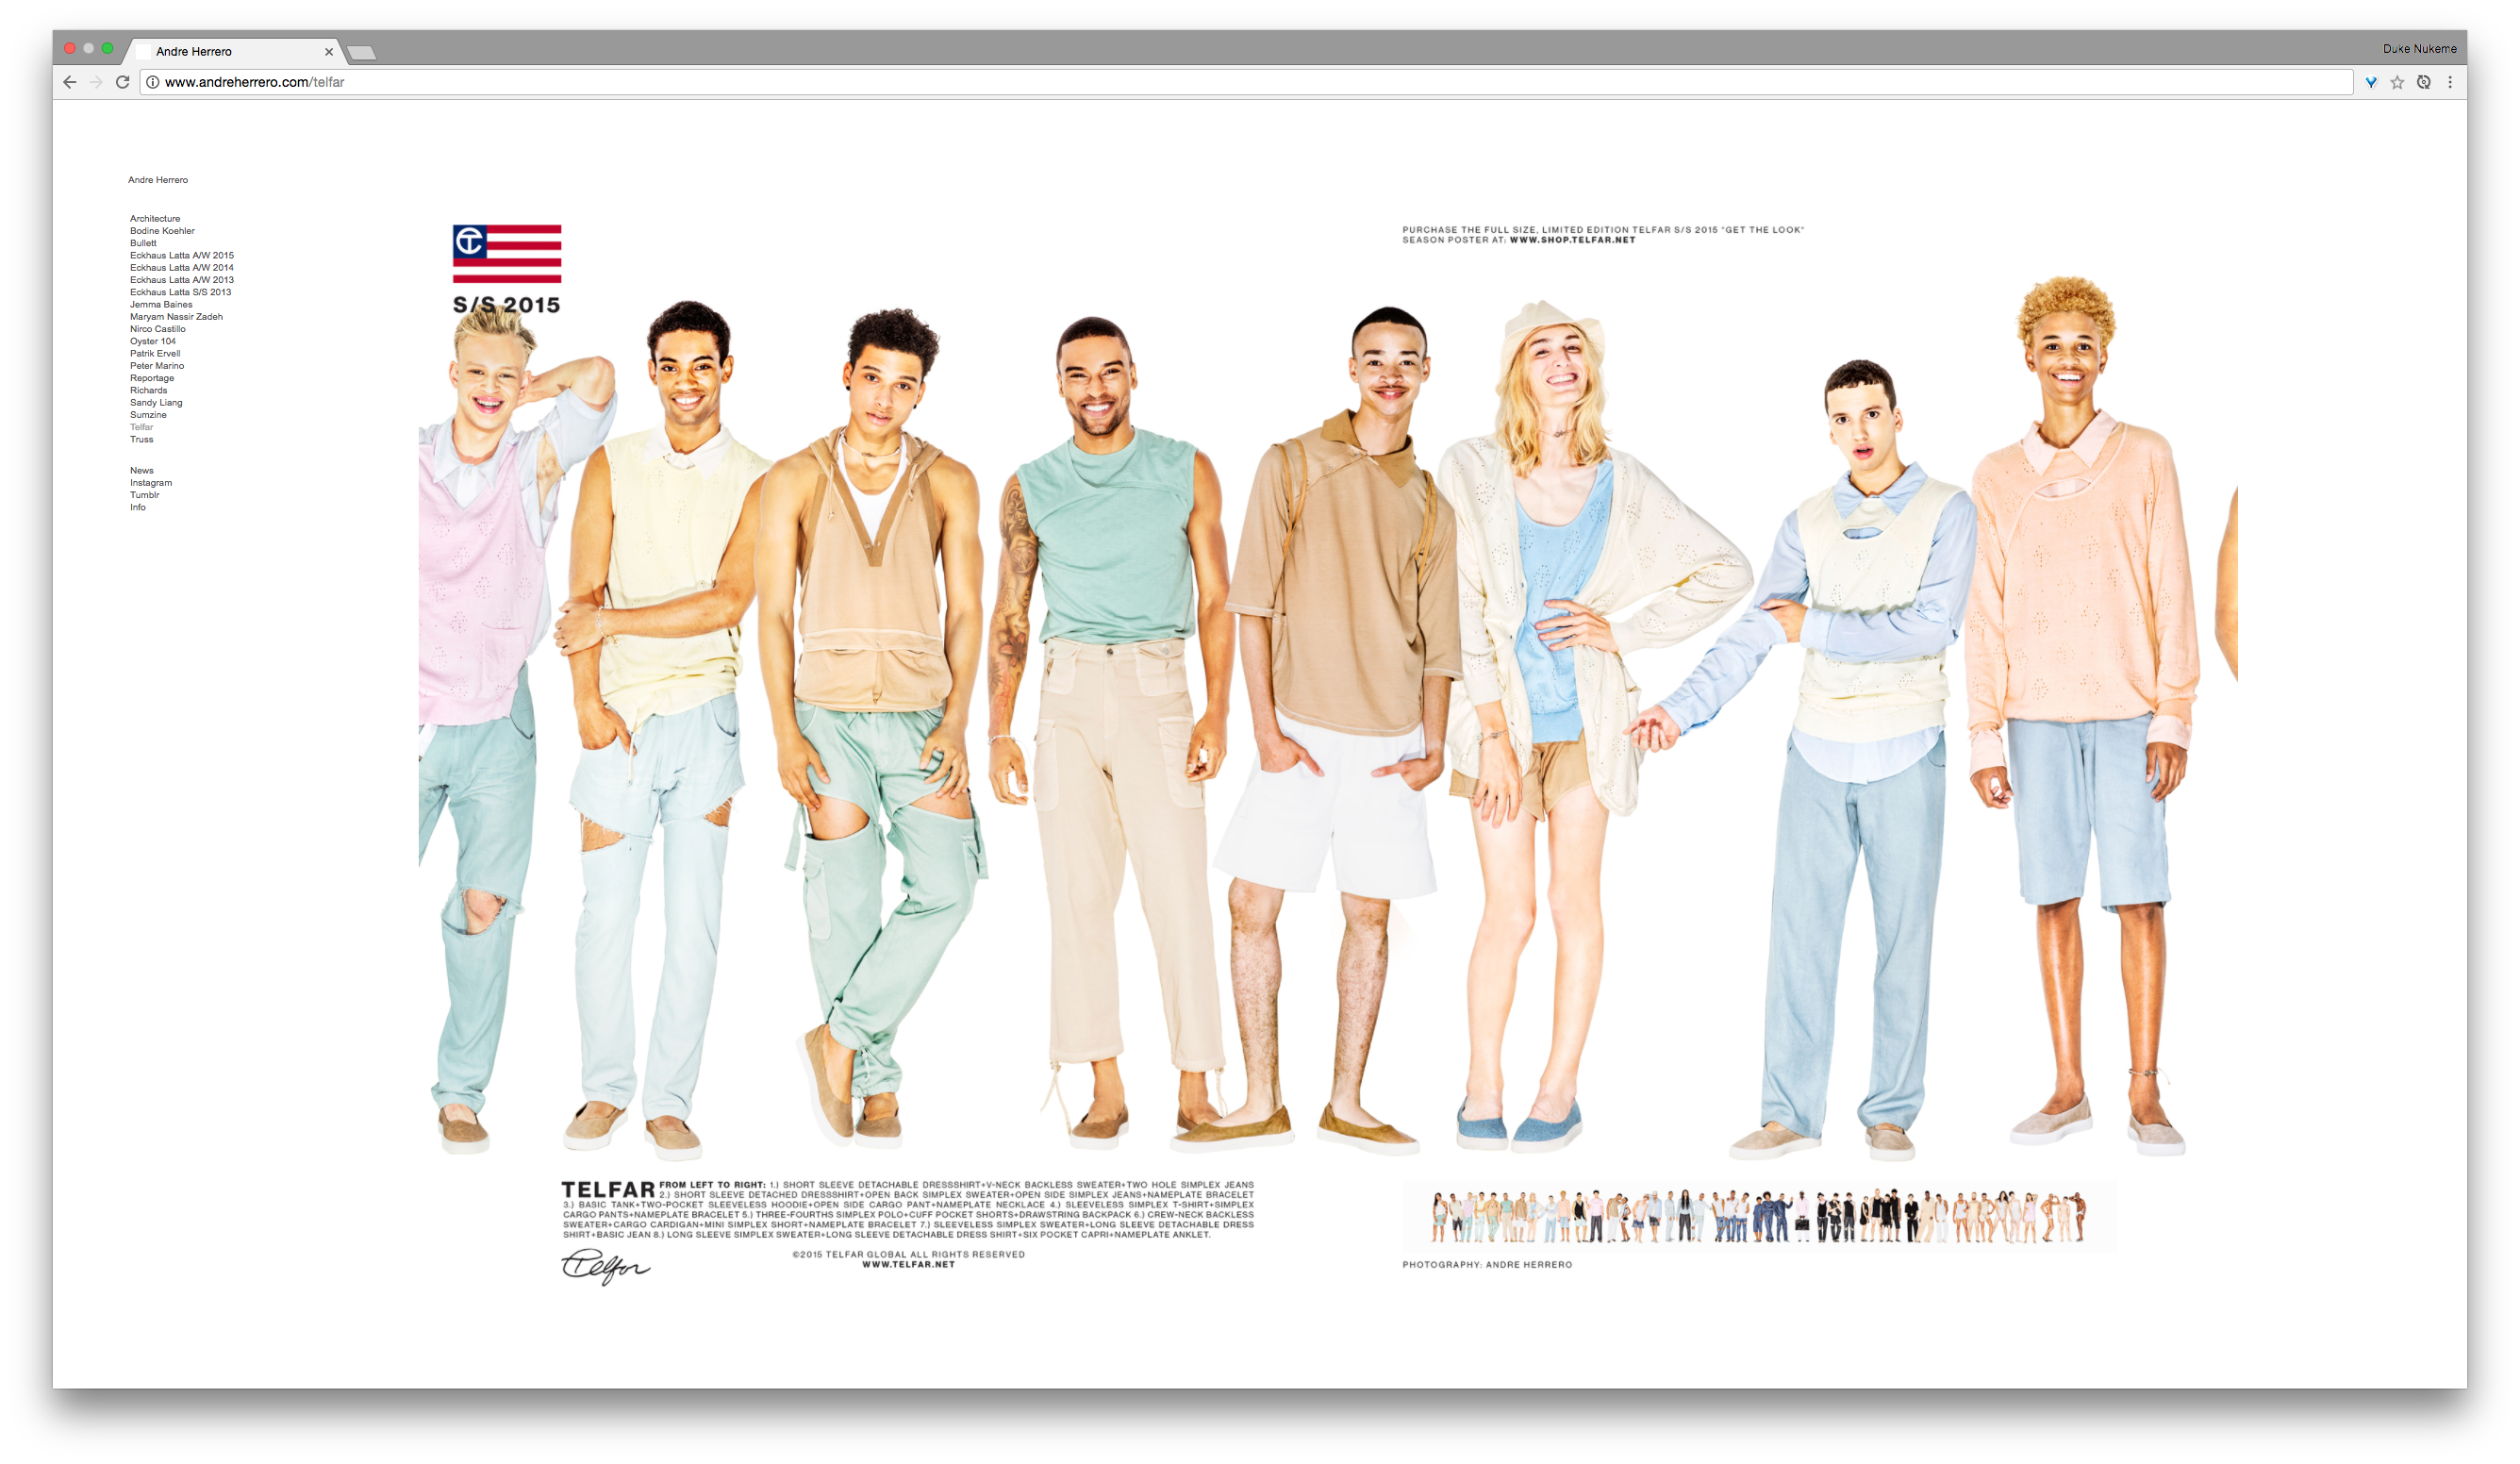 Andre Herrero
Duke Nukeme
www.andreherrero.com/telfar
Andre Herrero
Architecture
Bodine Koehler
Bullett
Eckhaus Latta A/W 2015
Eckhaus Latta A/W 2014
Eckhaus Latta A/W 2013
Eckhaus Latta S/S 2013
Jemma Baines
Maryam Nassir Zadeh
Nirco Castillo
Oyster 104
Patrik Ervell
Peter Marino
Reportage
Richards
Sandy Liang
Sumzine
Telfar
Truss
News
Instagram
Tumblr
Info
S/S 2015
PURCHASE THE FULL SIZE, LIMITED EDITION TELFAR S/S 2015 "GET THE LOOK"
SEASON POSTER AT: WWW.SHOP.TELFAR.NET
TELFAR FROM LEFT TO RIGHT: 1.) SHORT SLEEVE DETACHABLE DRESSSHIRT+V-NECK BACKLESS SWEATER+TWO HOLE SIMPLEX JEANS
2.) SHORT SLEEVE DETACHED DRESSSHIRT+OPEN BACK SIMPLEX SWEATER+OPEN SIDE SIMPLEX JEANS+NAMEPLATE BRACELET
3.) BASIC TANK+TWO-POCKET SLEEVELESS HOODIE+OPEN SIDE CARGO PANT+NAMEPLATE NECKLACE 4.) SLEEVELESS SIMPLEX T-SHIRT+SIMPLEX
CARGO PANTS+NAMEPLATE BRACELET 5.) THREE-FOURTHS SIMPLEX POLO+CUFF POCKET SHORTS+DRAWSTRING BACKPACK 6.) CREW-NECK BACKLESS
SWEATER+CARGO CARDIGAN+MINI SIMPLEX SHORT+NAMEPLATE BRACELET 7.) SLEEVELESS SIMPLEX SWEATER+LONG SLEEVE DETACHABLE DRESS
SHIRT+BASIC JEAN 8.) LONG SLEEVE SIMPLEX SWEATER+LONG SLEEVE DETACHABLE DRESS SHIRT+SIX POCKET CAPRI+NAMEPLATE ANKLET.
Telfar
©2015 TELFAR GLOBAL ALL RIGHTS RESERVED
WWW.TELFAR.NET
PHOTOGRAPHY: ANDRE HERRERO